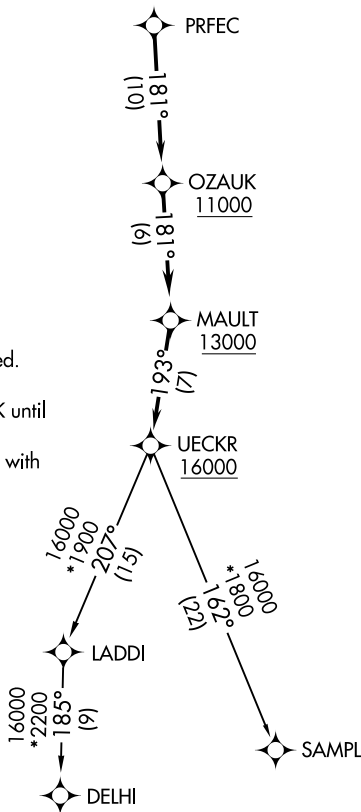 PRFEC
181°
(10)
OZAUK
11000
181°
(9)
MAULT
13000
ed.
193°
(7)
K until
UECKR
16000
with
16000
*1900
207°
(15)
16000
*1800
162°
(22)
LADDI
16000
*2200
185°
(9)
SAMPL
DELHI